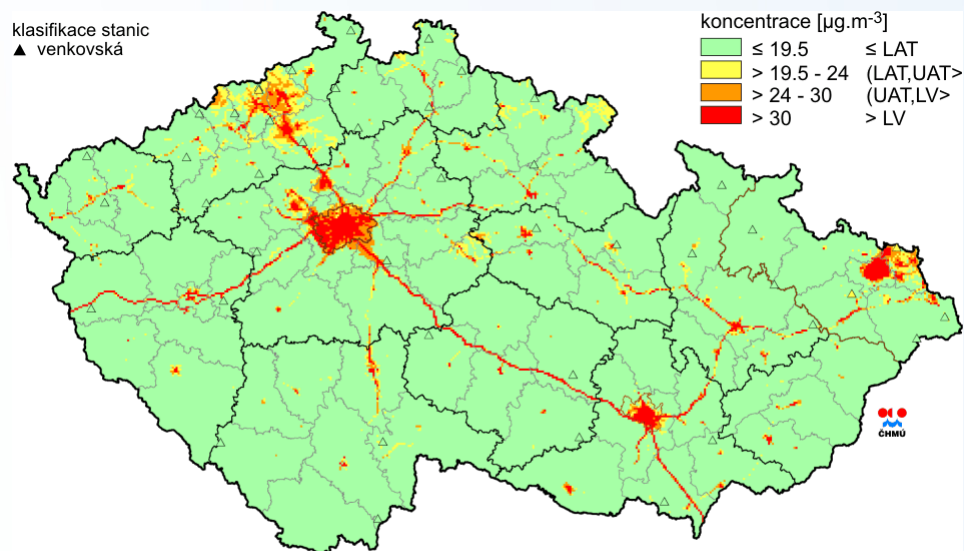 klasifikace stanic
▲ venkovská
koncentrace [µg.m-3]
≤ 19.5 ≤ LAT
> 19.5 - 24 (LAT,UAT>
> 24 - 30 (UAT,LV>
> 30 > LV
ČHMÚ